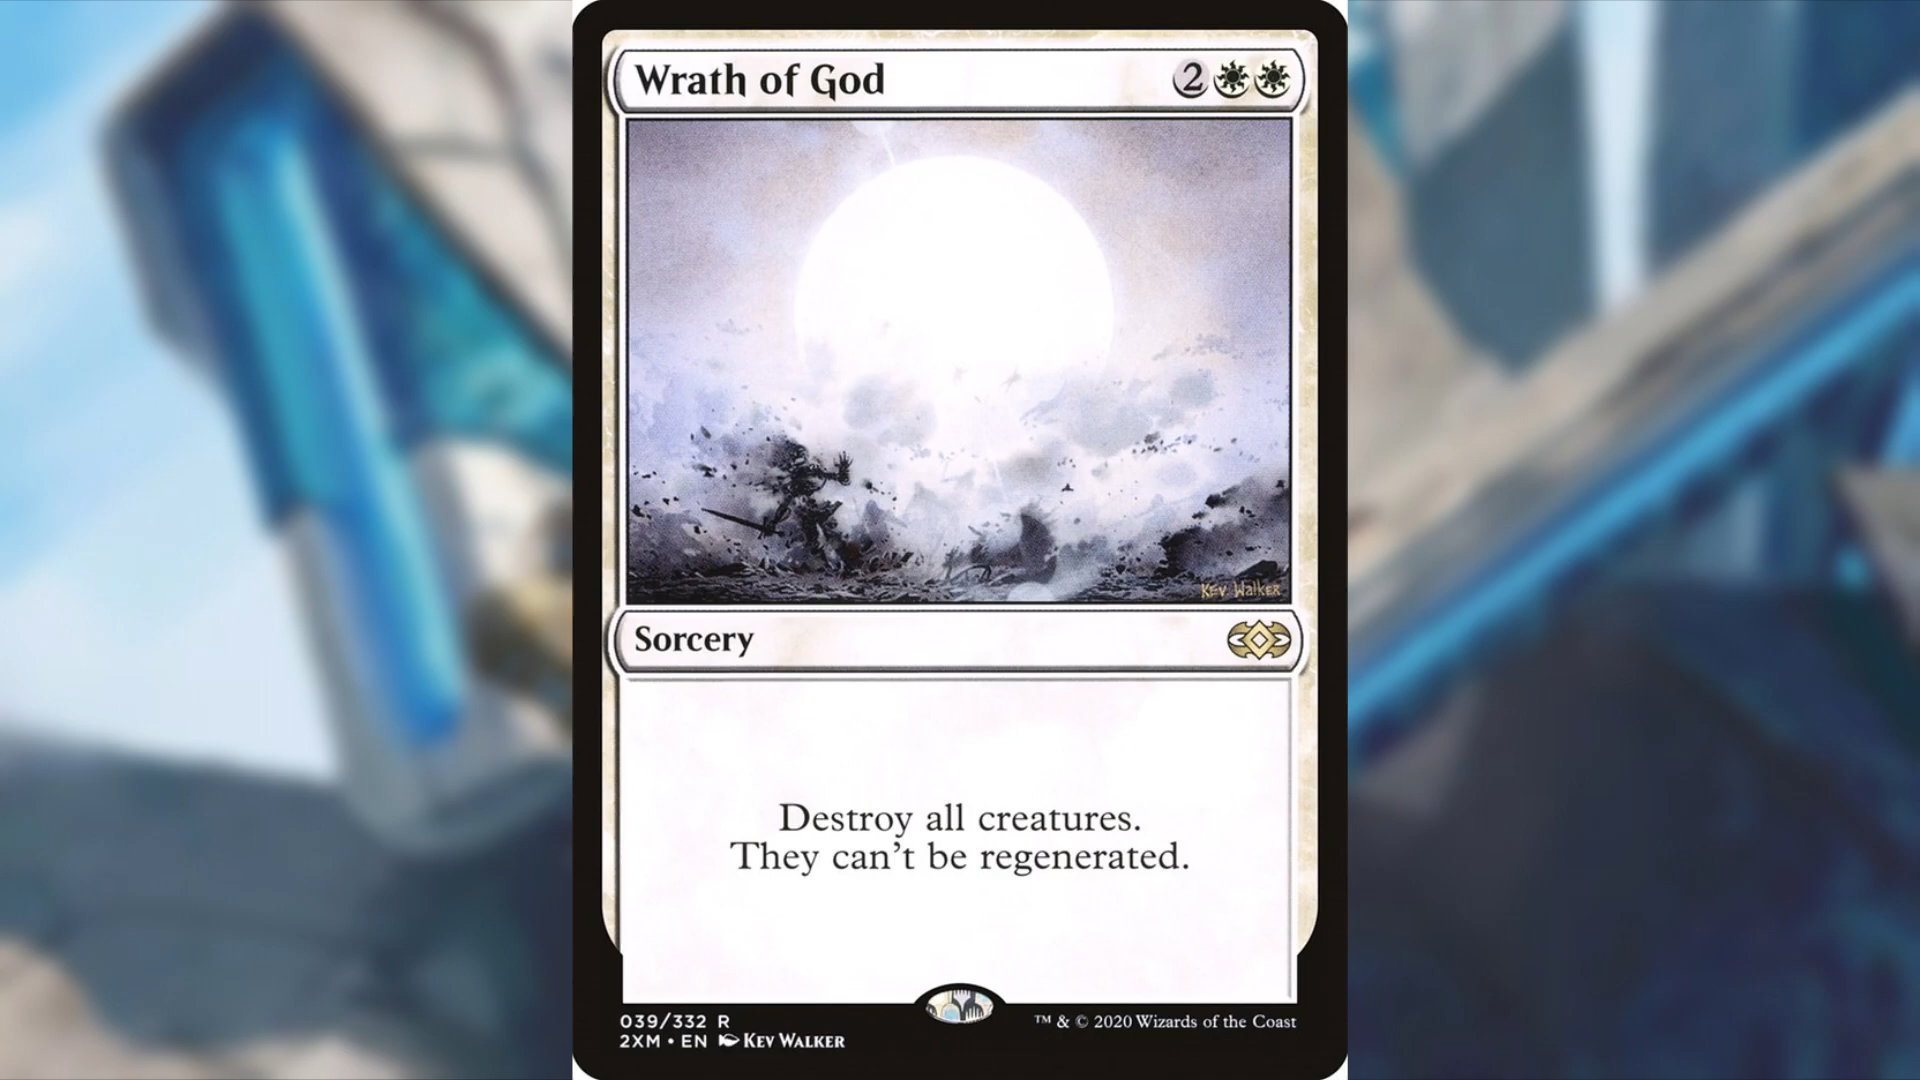 Wrath of God 2
Kev Walker
Sorcery
Destroy all creatures.
They can't be regenerated.
039/332 R
2XM • EN Kev Walker
™ & © 2020 Wizards of the Coast